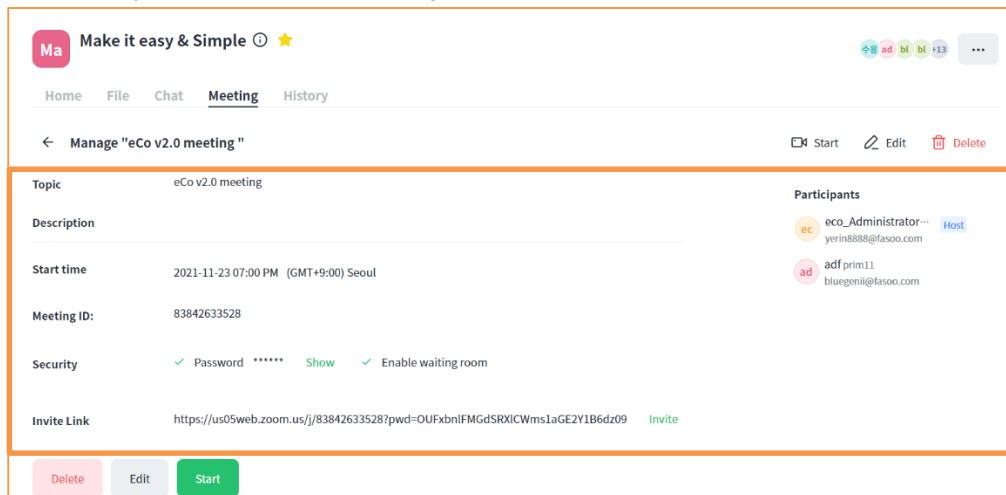 Ma Make it easy & Simple
수용 ad bl bl +13 ...
Home File Chat Meeting History
Manage "eCo v2.0 meeting " Start Edit Delete
Topic eCo v2.0 meeting
Description
Start time 2021-11-23 07:00 PM (GMT+9:00) Seoul
Meeting ID: 83842633528
Security Password ****** Show Enable waiting room
Invite Link https://us05web.zoom.us/j/83842633528?pwd=OUFxbnlFMGdSRXlCWms1aGE2Y1B6dz09 Invite
Participants
ec eco_Administrator... Host
yerin8888@fasoo.com
ad adf prim11
bluegenii@fasoo.com
Delete Edit Start